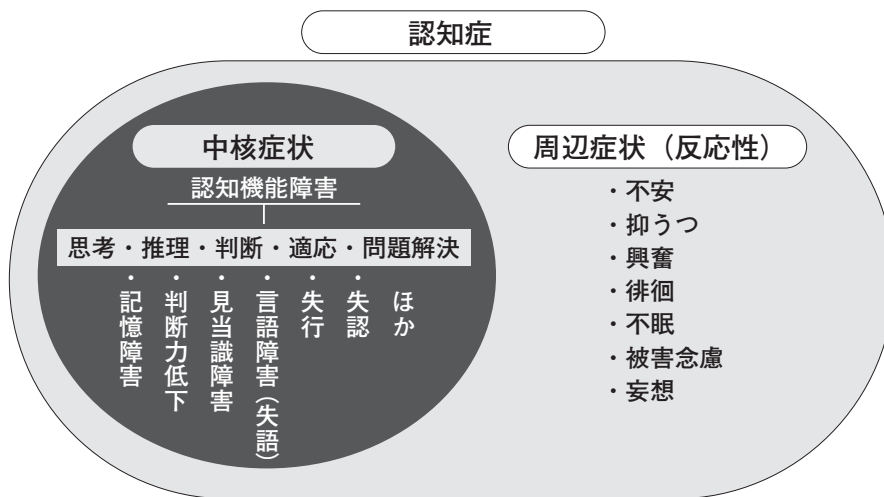 認知症
中核症状
認知機能障害
思考・推理・判断・適応・問題解決
・記憶障害
・判断力低下
・見当識障害
・言語障害(失語)
・失行
・失認
ほか
周辺症状(反応性)
・不安
・抑うつ
・興奮
・徘徊
・不眠
・被害念慮
・妄想